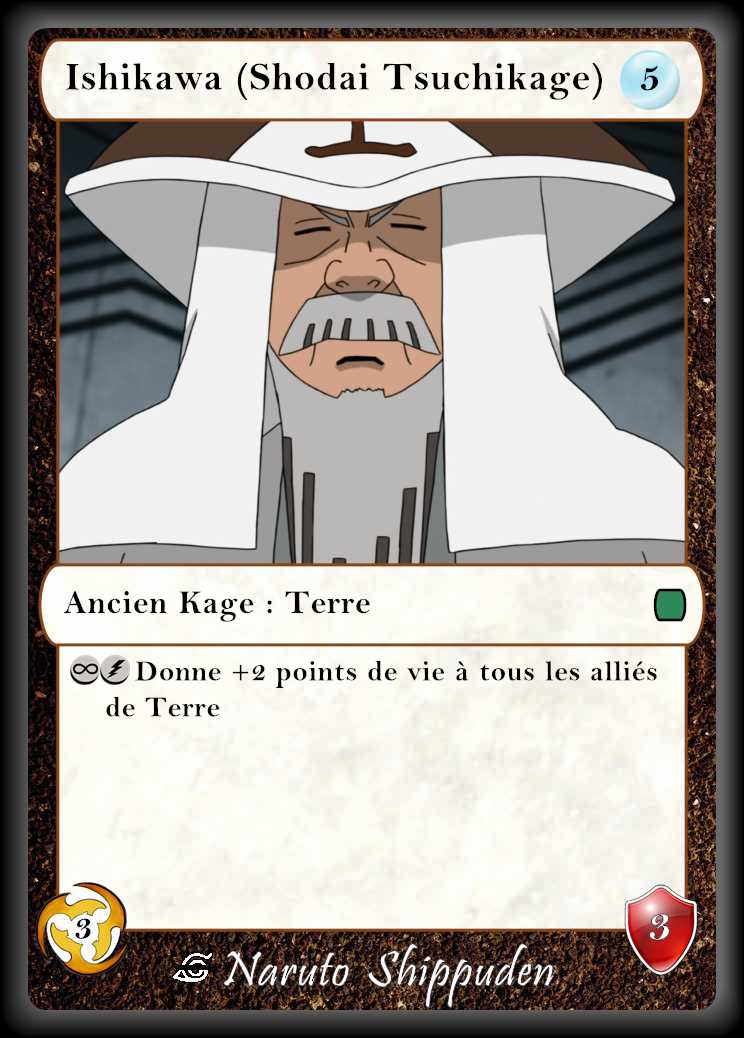 Ishikawa (Shodai Tsuchikage) 5
Ancien Kage : Terre
Donne +2 points de vie à tous les alliés
de Terre
3
3
Naruto Shippuden